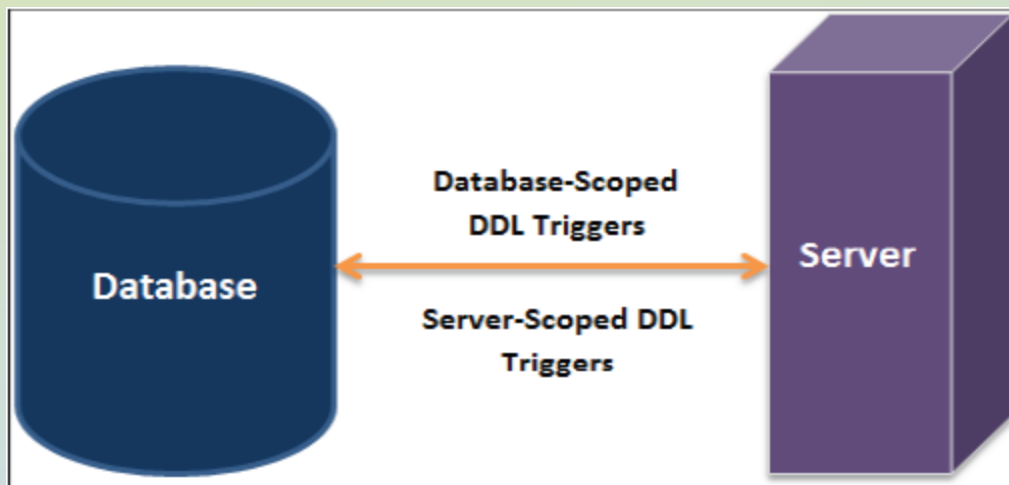 Database-Scoped
DDL Triggers
Database
Server
Server-Scoped DDL
Triggers